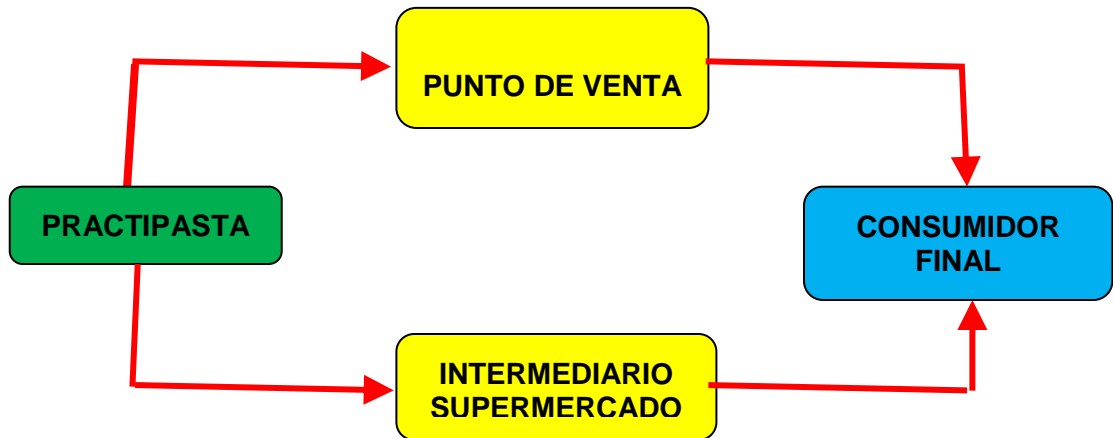 PUNTO DE VENTA
PRACTIPASTA
CONSUMIDOR
FINAL
INTERMEDIARIO
SUPERMERCADO